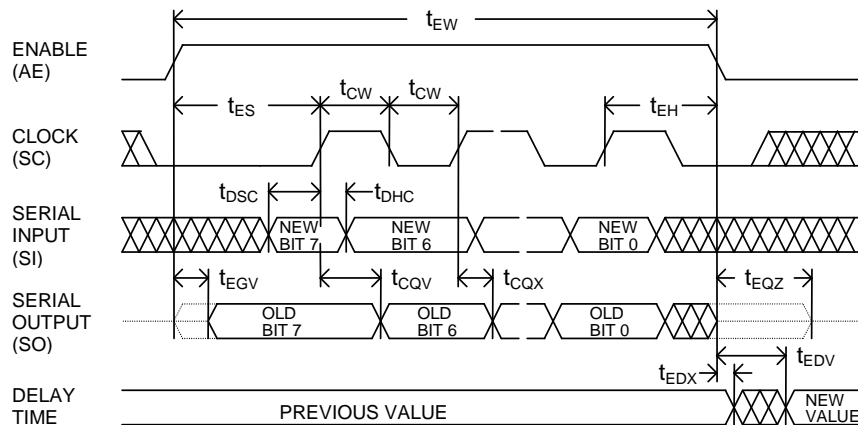 tEW
ENABLE
(AE)
tES
tCW
tCW
tEH
CLOCK
(SC)
tDSC
tDHC
SERIAL
INPUT
(SI)
NEW
BIT 7
NEW
BIT 6
NEW
BIT 0
tEGV
tCQV
tCQX
tEQZ
SERIAL
OUTPUT
(SO)
OLD
BIT 7
OLD
BIT 6
OLD
BIT 0
tEDX
tEDV
DELAY
TIME
PREVIOUS VALUE
NEW
VALUE